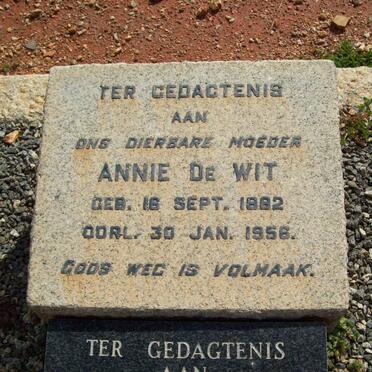 TER GEDAGTENIS
AAN
ONS DIERBARE MOEDER
ANNIE DE WIT
GEB. 16 SEPT. 1882
OORL. 30 JAN. 1956.
GODS WEG IS VOLMAAK.
TER GEDAGTENIS
AAN